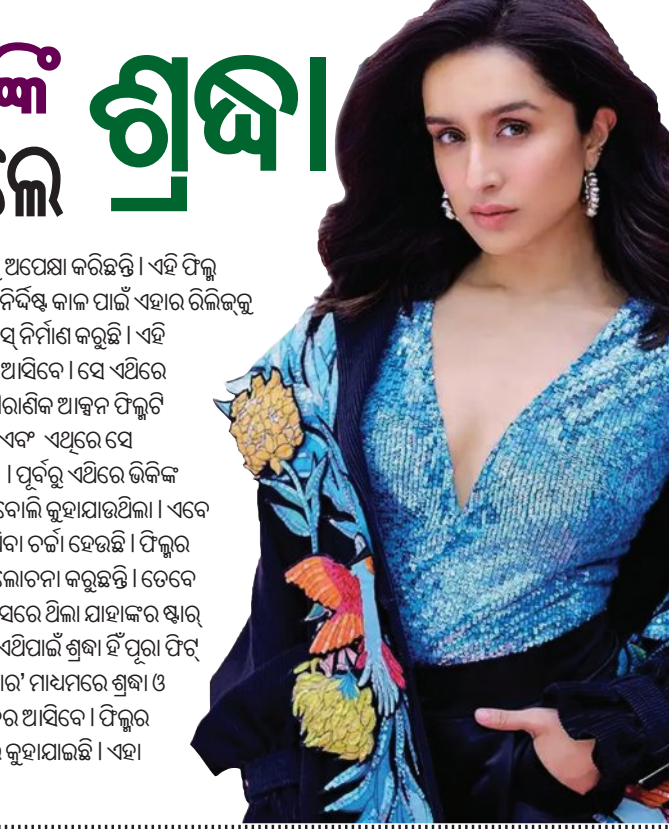 ଶ୍ରଦ୍ଧା
ଅପେକ୍ଷା କରିଛନ୍ତି । ଏହି ଫିଲ୍ମ
ନିର୍ଦ୍ଦିଷ୍ଟ କାଳ ପାଇଁ ଏହାର ରିଲିଜ୍‌କୁ
ସ୍ ନିର୍ମାଣ କରୁଛି । ଏହି
ଆସିବେ । ସେ ଏଥିରେ
ରାଣିକ ଆକ୍ସନ ଫିଲ୍ମଟି
ଏବଂ ଏଥିରେ ସେ
। ପୂର୍ବରୁ ଏଥିରେ ଭିକିଙ୍କ
ବୋଲି କୁହାଯାଉଥିଲା । ଏବେ
ିବା ଚର୍ଚ୍ଚା ହେଉଛି । ଫିଲ୍ମର
ଲୋଚନା କରୁଛନ୍ତି । ତେବେ
ସରେ ଥିଲା ଯାହାଙ୍କର ଷ୍ଟାର୍
ଏଥିପାଇଁ ଶ୍ରଦ୍ଧା ହିଁ ପୂରା ଫିଟ୍
ାର’ ମାଧ୍ୟମରେ ଶ୍ରଦ୍ଧା ଓ
ର ଆସିବେ । ଫିଲ୍ମର
କୁହାଯାଇଛି । ଏହା